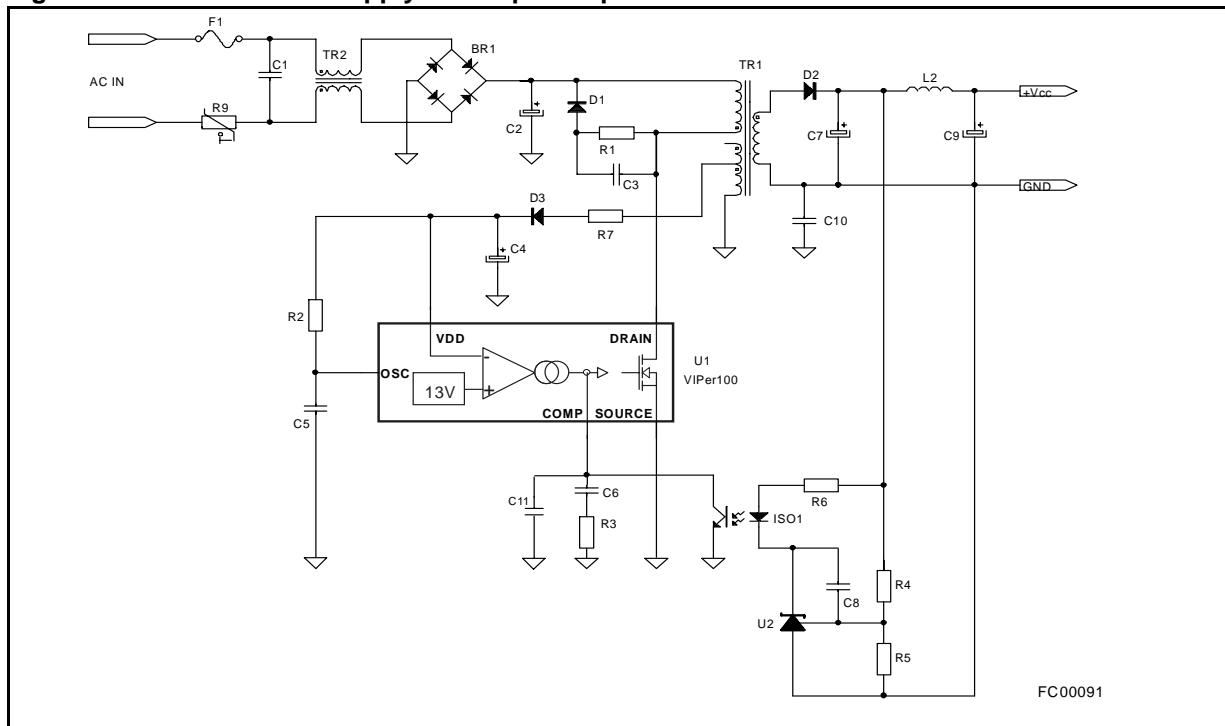 F1
TR2
BR1
TR1
D2
L2
+Vcc
C1
AC IN
R9
T°
C2
D1
R1
C3
C7
C9
GND
D3
R7
C10
C4
R2
VDD
DRAIN
U1
VIPer100
OSC
-
13V
+
COMP
SOURCE
C5
C11
C6
R3
R6
ISO1
C8
R4
U2
R5
FC00091